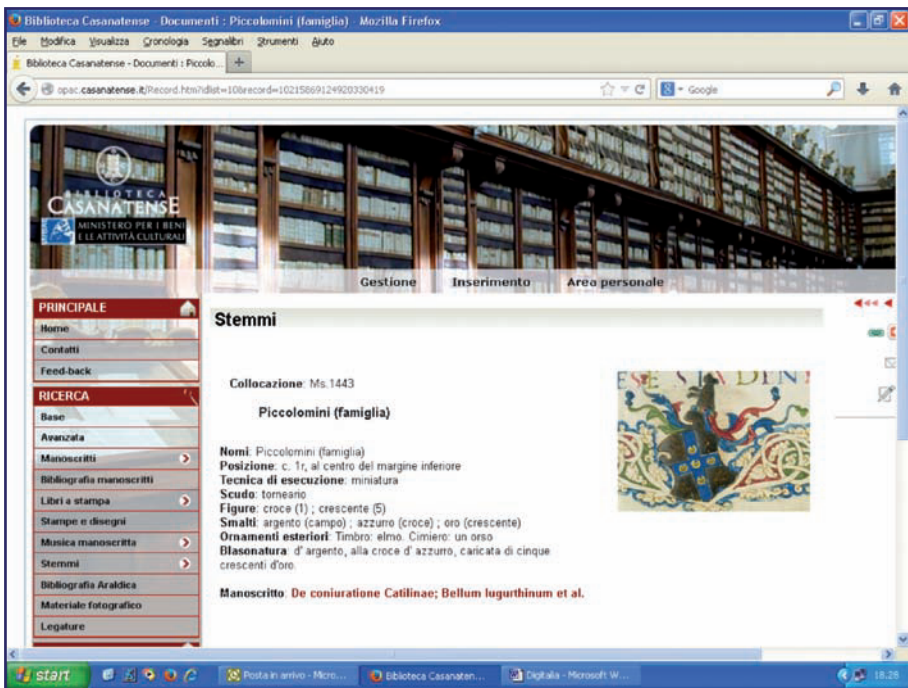 Biblioteca Casanatense - Documenti : Piccolomini (famiglia) - Mozilla Firefox
File Modifica Visualizza Cronologia Segnalibri Strumenti Aiuto
Biblioteca Casanatense - Documenti : Piccolo... +
opac.casanatense.it/Record.htm?idlist=10&record=10215869124920330419
Google
BIBLIOTECA
CASANATENSE
MINISTERO PER I BENI
E LE ATTIVITÀ CULTURALI
Gestione Inserimento Area personale
PRINCIPALE
Home
Contatti
Feed-back
RICERCA
Base
Avanzata
Manoscritti
Bibliografia manoscritti
Libri a stampa
Stampe e disegni
Musica manoscritta
Stemmi
Bibliografia Araldica
Materiale fotografico
Legature
Stemmi
Collocazione: Ms.1443
Piccolomini (famiglia)
Nomi: Piccolomini (famiglia)
Posizione: c. 1r, al centro del margine inferiore
Tecnica di esecuzione: miniatura
Scudo: torneario
Figure: croce (1) ; crescente (5)
Smalti: argento (campo) ; azzurro (croce) ; oro (crescente)
Ornamenti esteriori: Timbro: elmo. Cimiero: un orso
Blasonatura: d' argento, alla croce d' azzurro, caricata di cinque
crescenti d'oro.
Manoscritto: De coniuratione Catilinae; Bellum Iugurthinum et al.
start
Posta in arrivo - Micro...
Biblioteca Casanaten...
Digitalia - Microsoft W...
18.28